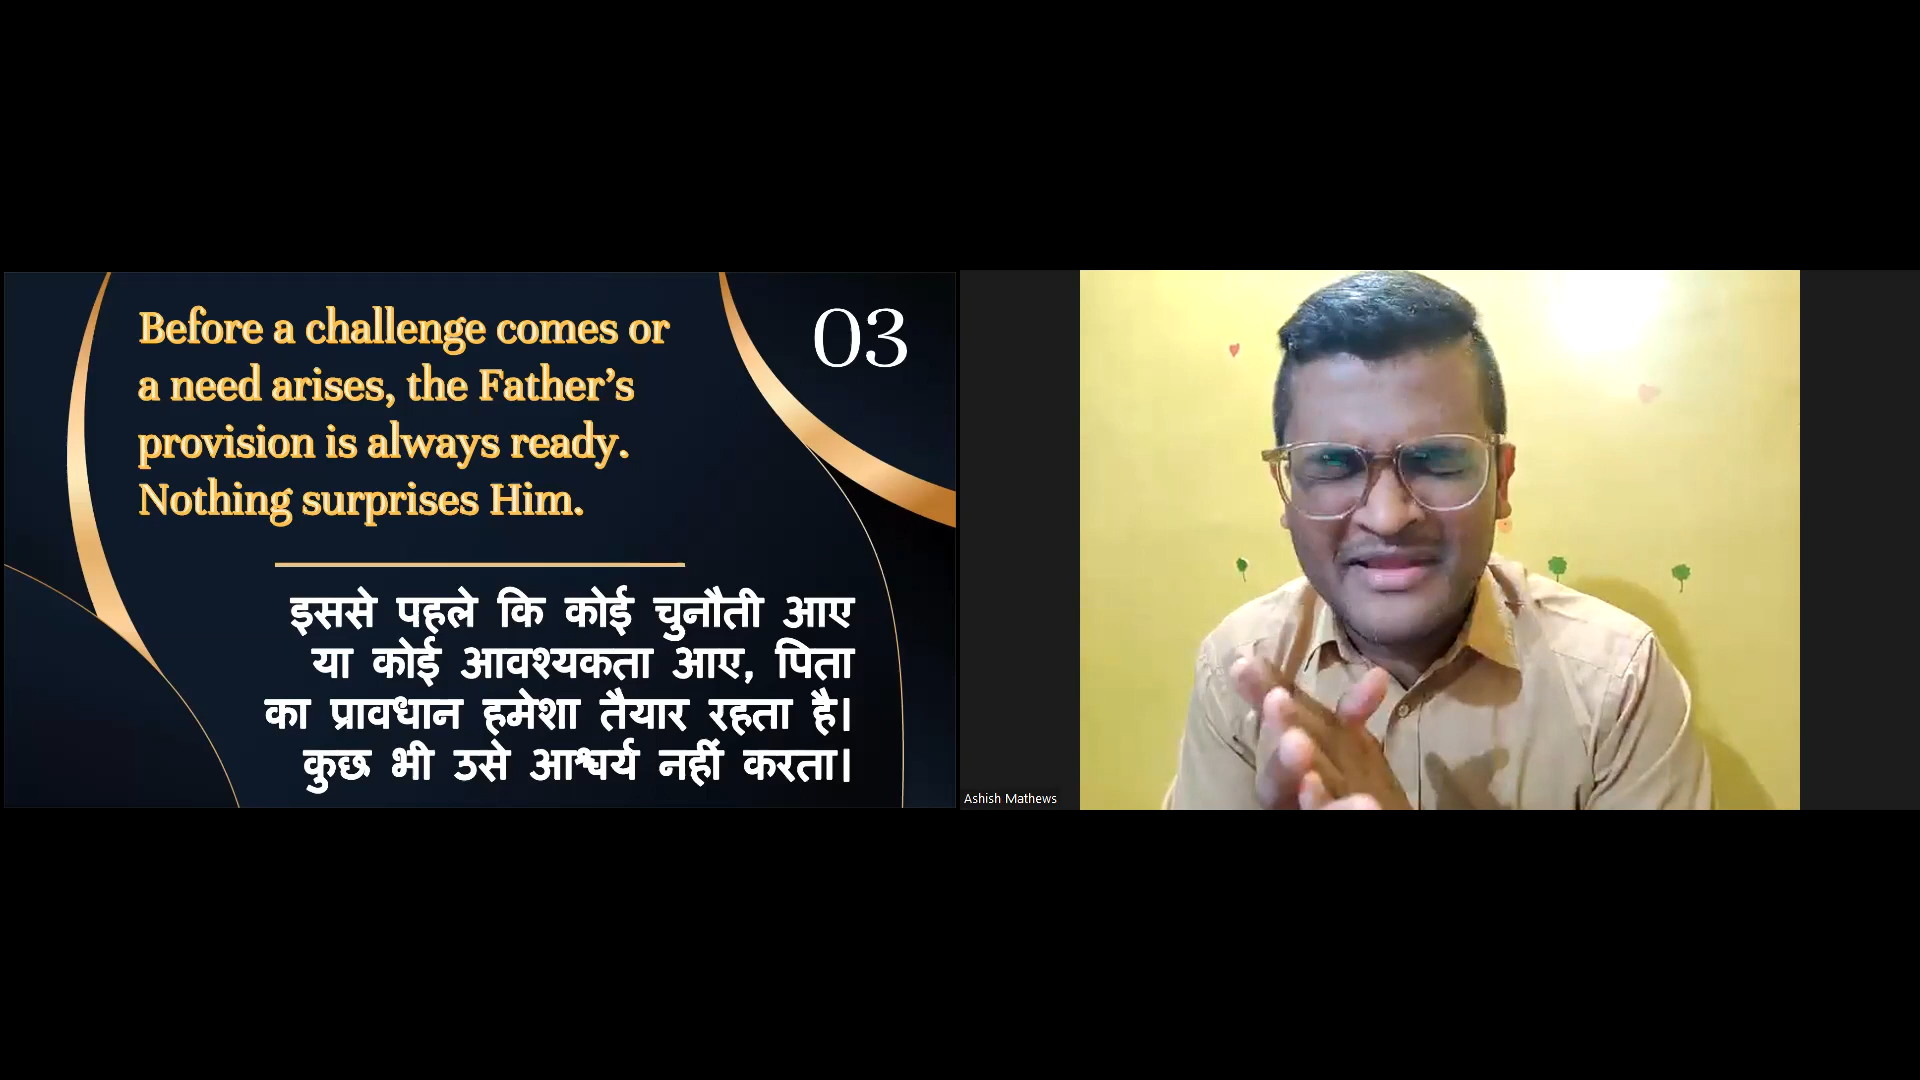 Before a challenge comes or
a need arises, the Father’s
provision is always ready.
Nothing surprises Him.
03
इससे पहले कि कोई चुनौती आए
या कोई आवश्यकता आए, पिता
का प्रावधान हमेशा तैयार रहता है।
कुछ भी उसे आश्चर्य नहीं करता।
Ashish Mathews